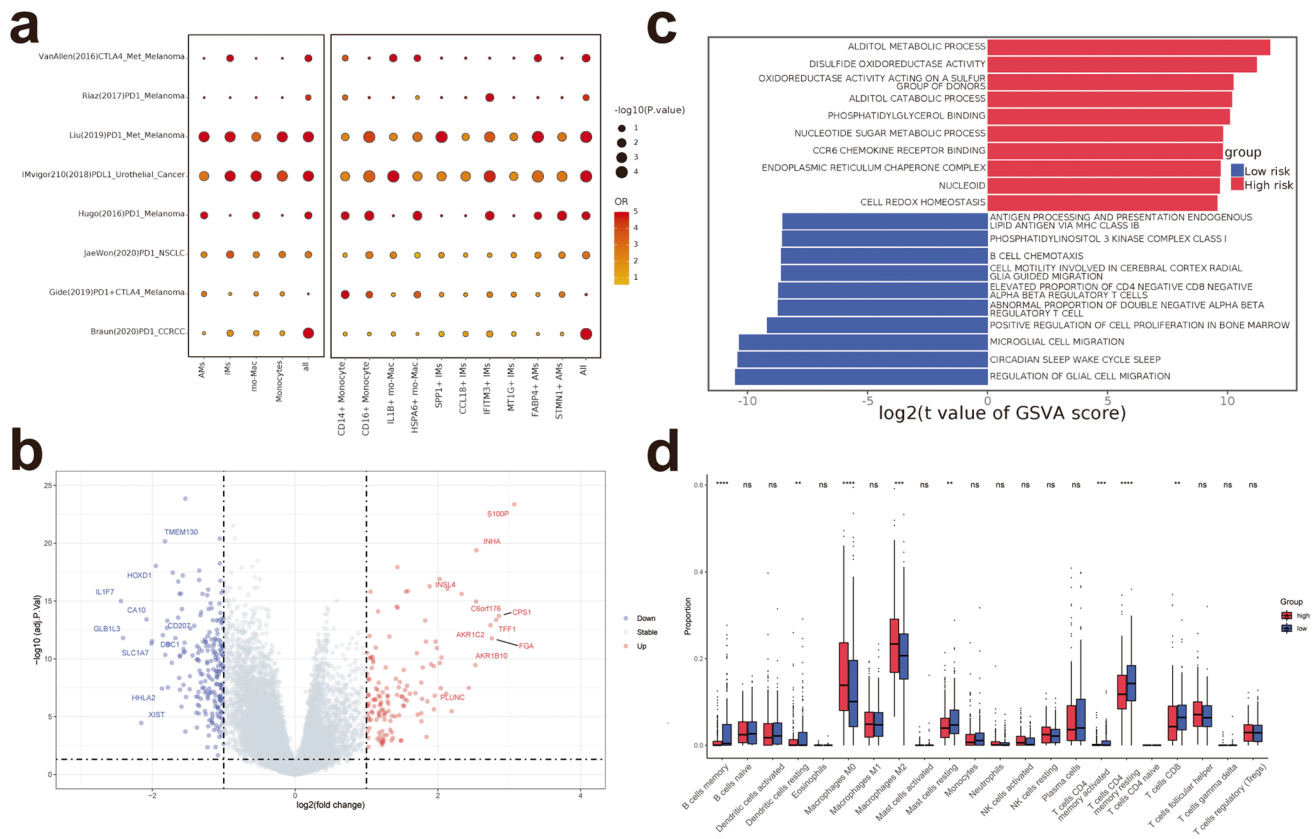 a
VanAllen(2016)CTLA4_Met_Melanoma
Riaz(2017)PD1_Melanoma
Liu(2019)PD1_Met_Melanoma
IMvigor210(2018)PDL1_Urothelial_Cancer
Hugo(2016)PD1_Melanoma
JaeWon(2020)PD1_NSCLC
Gide(2019)PD1+CTLA4_Melanoma
Braun(2020)PD1_CCRCC
AMs
IMs
mo-Mac
Monocytes
all
CD14+ Monocyte
CD16+ Monocyte
IL1B+ mo-Mac
HSPA6+ mo-Mac
SPP1+ IMs
CCL18+ IMs
IFITM3+ IMs
MT1G+ IMs
FABP4+ AMs
STMN1+ AMs
All
-log10(P.value)
1
2
3
4
OR
5
4
3
2
1
c
ALDITOL METABOLIC PROCESS
DISULFIDE OXIDOREDUCTASE ACTIVITY
OXIDOREDUCTASE ACTIVITY ACTING ON A SULFUR
GROUP OF DONORS
ALDITOL CATABOLIC PROCESS
PHOSPHATIDYLGLYCEROL BINDING
NUCLEOTIDE SUGAR METABOLIC PROCESS
CCR6 CHEMOKINE RECEPTOR BINDING
ENDOPLASMIC RETICULUM CHAPERONE COMPLEX
NUCLEOID
CELL REDOX HOMEOSTASIS
ANTIGEN PROCESSING AND PRESENTATION ENDOGENOUS
LIPID ANTIGEN VIA MHC CLASS IB
PHOSPHATIDYLINOSITOL 3 KINASE COMPLEX CLASS I
B CELL CHEMOTAXIS
CELL MOTILITY INVOLVED IN CEREBRAL CORTEX RADIAL
GLIA GUIDED MIGRATION
ELEVATED PROPORTION OF CD4 NEGATIVE CD8 NEGATIVE
ALPHA BETA REGULATORY T CELLS
ABNORMAL PROPORTION OF DOUBLE NEGATIVE ALPHA BETA
REGULATORY T CELL
POSITIVE REGULATION OF CELL PROLIFERATION IN BONE MARROW
MICROGLIAL CELL MIGRATION
CIRCADIAN SLEEP WAKE CYCLE SLEEP
REGULATION OF GLIAL CELL MIGRATION
group
Low risk
High risk
-10 -5 0 5 10
log2(t value of GSVA score)
b
−log10 (adj.P.Val)
25
20
15
10
5
0
−2 0 2 4
log2(fold change)
TMEM130
HOXD1
IL1F7
CA10
GLB1L3
CD207
DBC1
SLC1A7
HHLA2
XIST
S100P
INHA
INSL4
C6orf176
CPS1
TFF1
AKR1C2
FGA
AKR1B10
PLUNC
Down
Stable
Up
d
Proportion
0.6
0.4
0.2
0.0
**** ns ns ** ns **** ns *** ns ** ns ns ns ns ns *** **** ns ** ns ns ns
Group
high
low
B cells memory
B cells naive
Dendritic cells activated
Dendritic cells resting
Eosinophils
Macrophages M0
Macrophages M1
Macrophages M2
Mast cells activated
Mast cells resting
Monocytes
Neutrophils
NK cells activated
NK cells resting
Plasma cells
T cells CD4
memory activated
T cells CD4
memory resting
T cells CD4 naive
T cells CD8
T cells follicular helper
T cells gamma delta
T cells regulatory (Tregs)